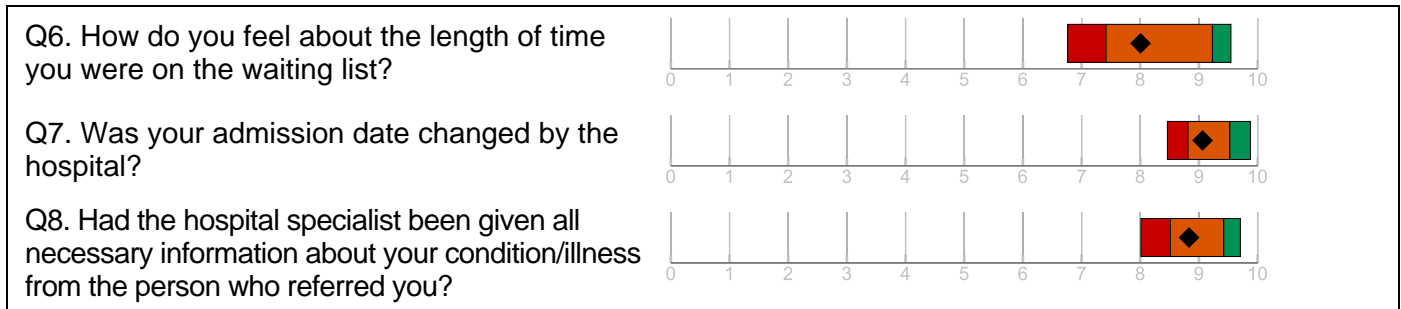 Q6. How do you feel about the length of time
you were on the waiting list?
0 1 2 3 4 5 6 7 8 9 10
Q7. Was your admission date changed by the
hospital?
0 1 2 3 4 5 6 7 8 9 10
Q8. Had the hospital specialist been given all
necessary information about your condition/illness
from the person who referred you?
0 1 2 3 4 5 6 7 8 9 10